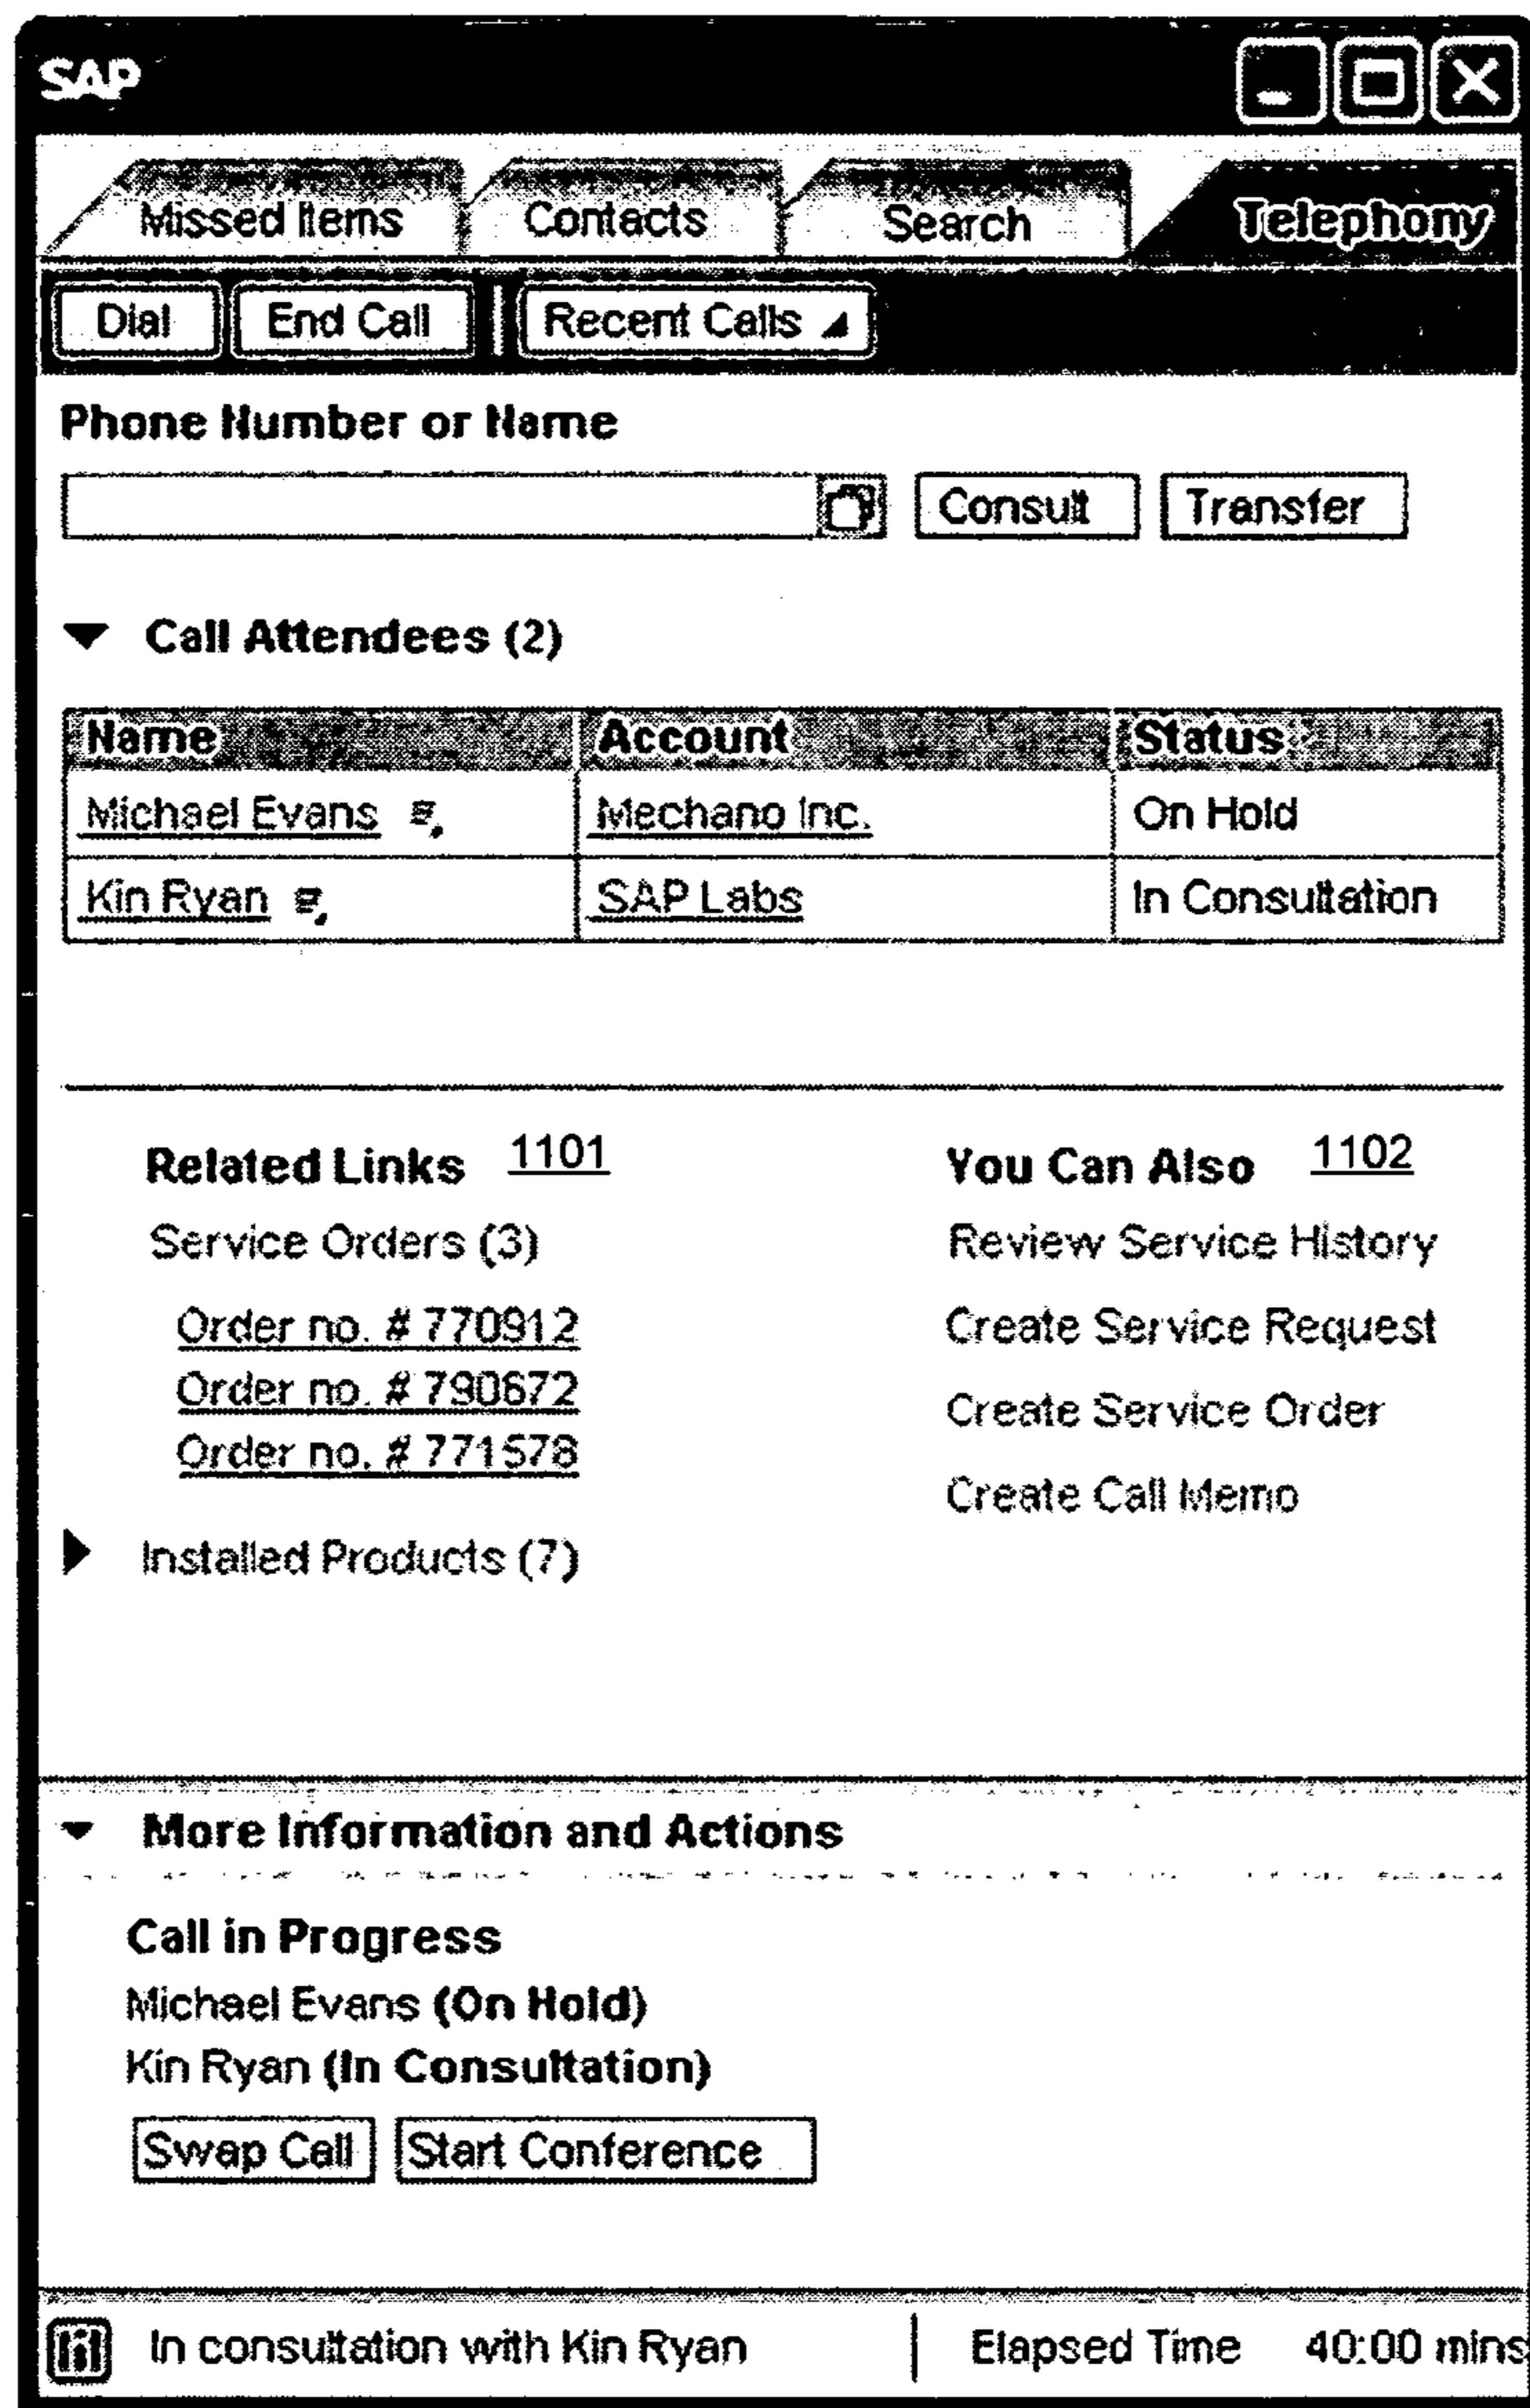 SAP
Missed Items Contacts Search Telephony
Dial End Call Recent Calls
Phone Number or Name
Consult Transfer
Call Attendees (2)
Name Account Status
Michael Evans Mechano Inc. On Hold
Kin Ryan SAP Labs In Consultation
Related Links 1101 You Can Also 1102
Service Orders (3) Review Service History
Order no. # 770912 Create Service Request
Order no. # 790672 Create Service Order
Order no. # 771578 Create Call Memo
Installed Products (7)
More Information and Actions
Call in Progress
Michael Evans (On Hold)
Kin Ryan (In Consultation)
Swap Call Start Conference
In consultation with Kin Ryan Elapsed Time 40:00 mins